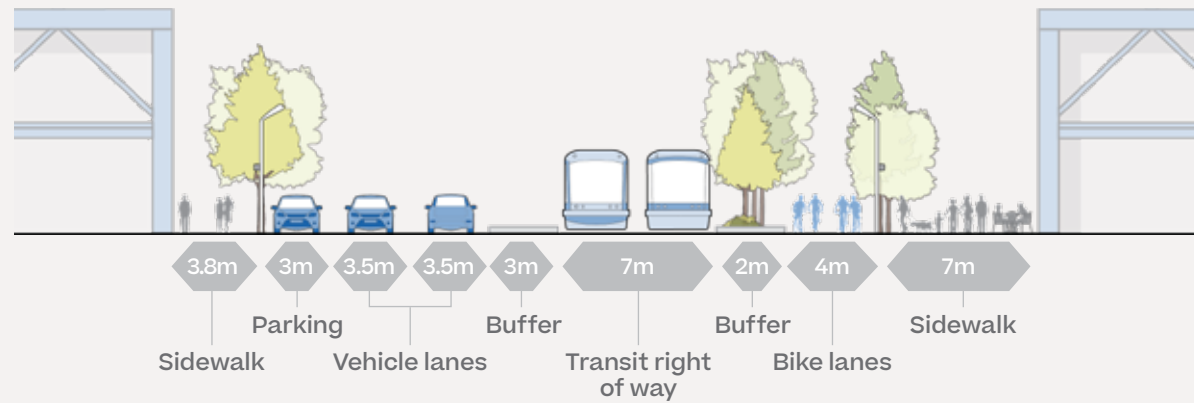 3.8m 3m 3.5m 3.5m 3m 7m 2m 4m 7m
Parking Buffer Buffer Sidewalk
Sidewalk Vehicle lanes Transit right Bike lanes
of way